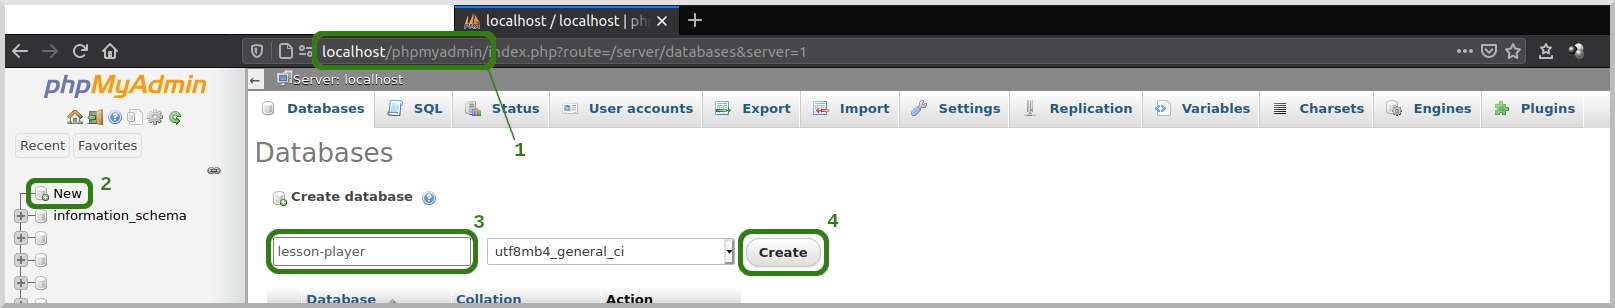 localhost / localhost | ph
localhost/phpmyadmin/index.php?route=/server/databases&server=1
phpMyAdmin
Server: localhost
Databases SQL Status User accounts Export Import Settings Replication Variables Charsets Engines Plugins
1
Recent Favorites
Databases
New 2
Create database
information_schema
3
4
lesson-player utf8mb4_general_ci Create
Database Collation Action